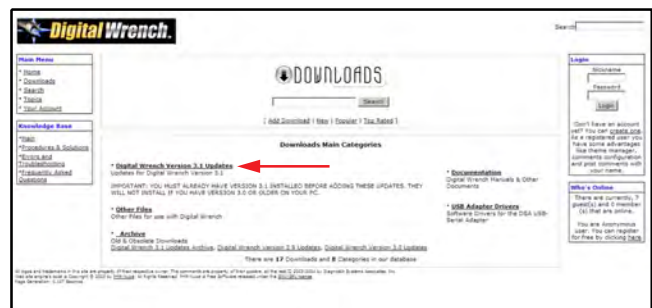 Digital Wrench.
Search
Main Menu
* Home
* Downloads
* Search
* Topics
* Your Account
Knowledge Base
*Main
*Procedures & Solutions
*Errors and
Troubleshooting
*Frequently Asked
Questions
DOWNLOADS
Search
[ Add Download | New | Popular | Top Rated ]
Downloads Main Categories
* Digital Wrench Version 3.1 Updates
Updates for Digital Wrench Version 3.1
IMPORTANT: YOU MUST ALREADY HAVE VERSION 3.1 INSTALLED BEFORE ADDING THESE UPDATES. THEY
WILL NOT INSTALL IF YOU HAVE VERSION 3.0 OR OLDER ON YOUR PC.
* Documentation
Digital Wrench Manuals & Other
Documents
* Other Files
Other Files for use with Digital Wrench
* USB Adapter Drivers
Software Drivers for the DSA USB-
Serial Adapter
* _Archive
Old & Obsolete Downloads
Digital Wrench 3.1 Updates Archive, Digital Wrench Version 2.9 Updates, Digital Wrench Version 3.0 Updates
There are 17 Downloads and 8 Categories in our database
Login
Nickname
Password
Login
Don't have an account
yet? You can create one.
As a registered user you
have some advantages
like theme manager,
comments configuration
and post comments with
your name.
Who's Online
There are currently, 7
guest(s) and 0 member
(s) that are online.
You are Anonymous
user. You can register
for free by clicking here